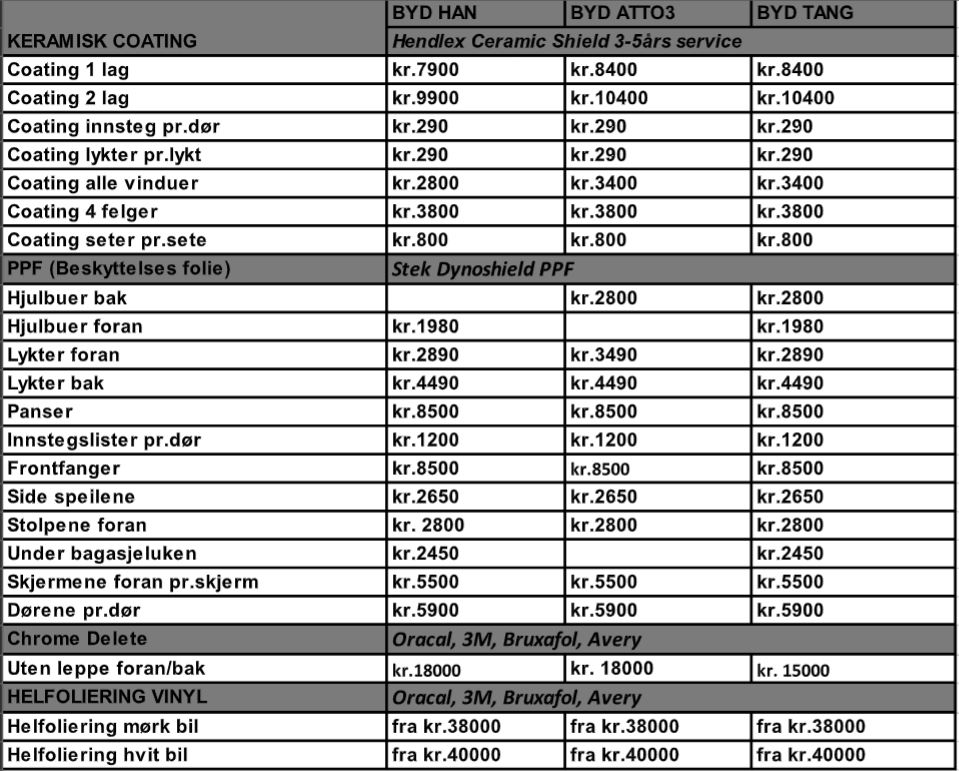 BYD HAN BYD ATTO3 BYD TANG
KERAMISK COATING Hendlex Ceramic Shield 3-5års service
Coating 1 lag kr.7900 kr.8400 kr.8400
Coating 2 lag kr.9900 kr.10400 kr.10400
Coating innsteg pr.dør kr.290 kr.290 kr.290
Coating lykter pr.lykt kr.290 kr.290 kr.290
Coating alle vinduer kr.2800 kr.3400 kr.3400
Coating 4 felger kr.3800 kr.3800 kr.3800
Coating seter pr.sete kr.800 kr.800 kr.800
PPF (Beskyttelses folie) Stek Dynoshield PPF
Hjulbuer bak kr.2800 kr.2800
Hjulbuer foran kr.1980 kr.1980
Lykter foran kr.2890 kr.3490 kr.2890
Lykter bak kr.4490 kr.4490 kr.4490
Panser kr.8500 kr.8500 kr.8500
Innstegslister pr.dør kr.1200 kr.1200 kr.1200
Frontfanger kr.8500 kr.8500 kr.8500
Side speilene kr.2650 kr.2650 kr.2650
Stolpene foran kr. 2800 kr.2800 kr.2800
Under bagasjeluken kr.2450 kr.2450
Skjermene foran pr.skjerm kr.5500 kr.5500 kr.5500
Dørene pr.dør kr.5900 kr.5900 kr.5900
Chrome Delete Oracal, 3M, Bruxafol, Avery
Uten leppe foran/bak kr.18000 kr. 18000 kr. 15000
HELFOLIERING VINYL Oracal, 3M, Bruxafol, Avery
Helfoliering mørk bil fra kr.38000 fra kr.38000 fra kr.38000
Helfoliering hvit bil fra kr.40000 fra kr.40000 fra kr.40000